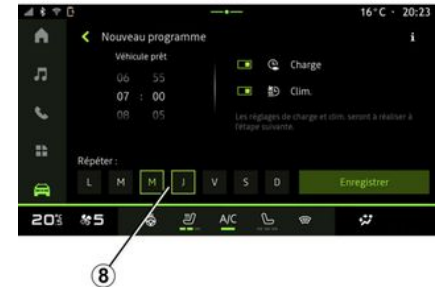 16°C · 20:23
Nouveau programme
i
Véhicule prêt
06 55
07 : 00
08 05
Charge
Clim.
Les réglages de charge et clim. seront à réaliser à
l'étape suivante.
Répéter :
L M M J V S D
Enregistrer
20°5 5 A/C
8